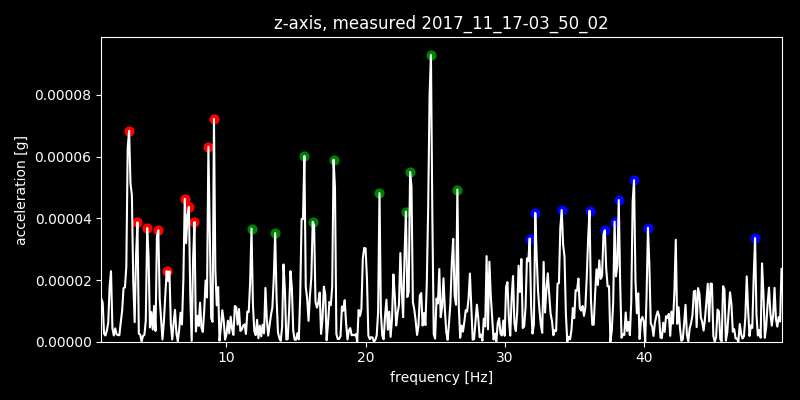 z-axis, measured 2017_11_17-03_50_02
acceleration [g]
0.00008
0.00006
0.00004
0.00002
0.00000
10 20 30 40
frequency [Hz]